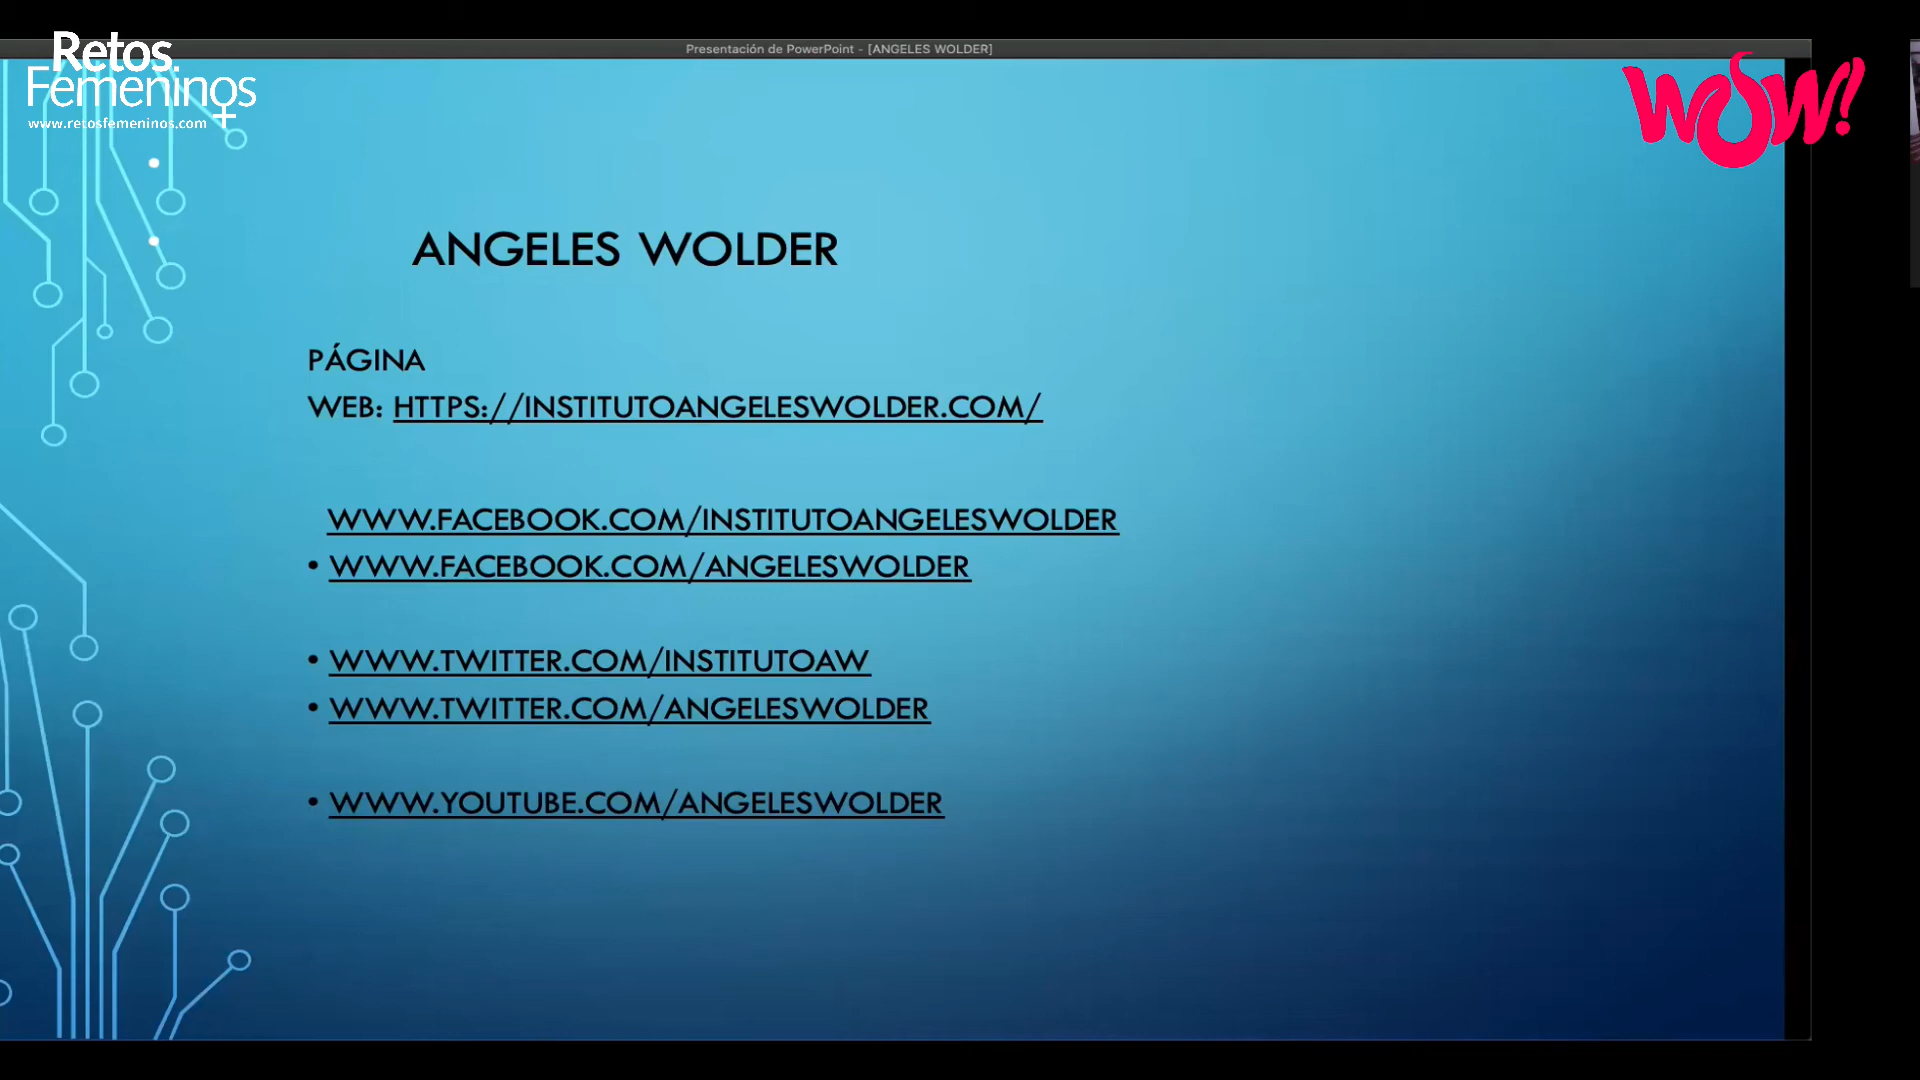 Presentación de PowerPoint - [ANGELES WOLDER]
Retos
Femeninos
www.retosfemeninos.com
WOW!
ANGELES WOLDER
PÁGINA
WEB: HTTPS://INSTITUTOANGELESWOLDER.COM/
WWW.FACEBOOK.COM/INSTITUTOANGELESWOLDER
• WWW.FACEBOOK.COM/ANGELESWOLDER
• WWW.TWITTER.COM/INSTITUTOAW
• WWW.TWITTER.COM/ANGELESWOLDER
• WWW.YOUTUBE.COM/ANGELESWOLDER